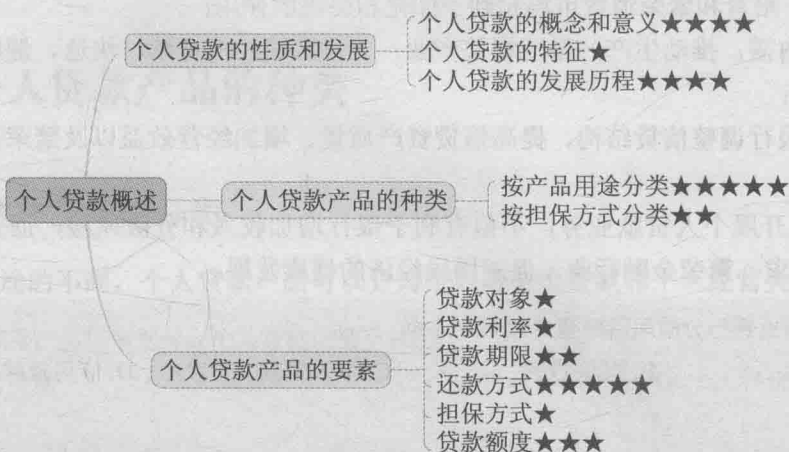 个人贷款概述
个人贷款的性质和发展
个人贷款的概念和意义★★★★
个人贷款的特征★
个人贷款的发展历程★★★★
个人贷款产品的种类
按产品用途分类★★★★★
按担保方式分类★★
个人贷款产品的要素
贷款对象★
贷款利率★
贷款期限★★
还款方式★★★★★
担保方式★
贷款额度★★★